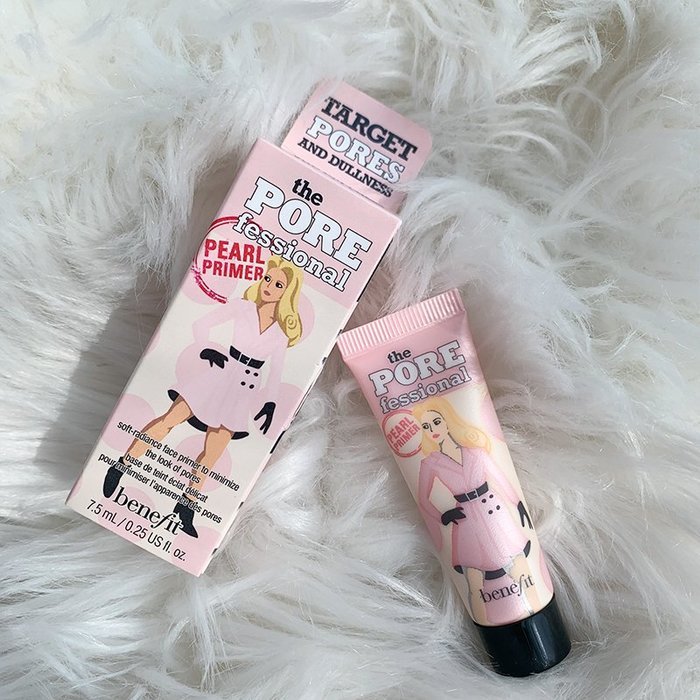 TARGET
PORES
AND DULLNESS
the
PORE
fessional
PEARL
PRIMER
soft-radiance face primer to minimize
the look of pores
base de teint éclat délicat
pour minimiser l'apparence des pores
benefit
7.5 mL / 0.25 US fl. oz.
the
PORE
fessional
PEARL
PRIMER
benefit